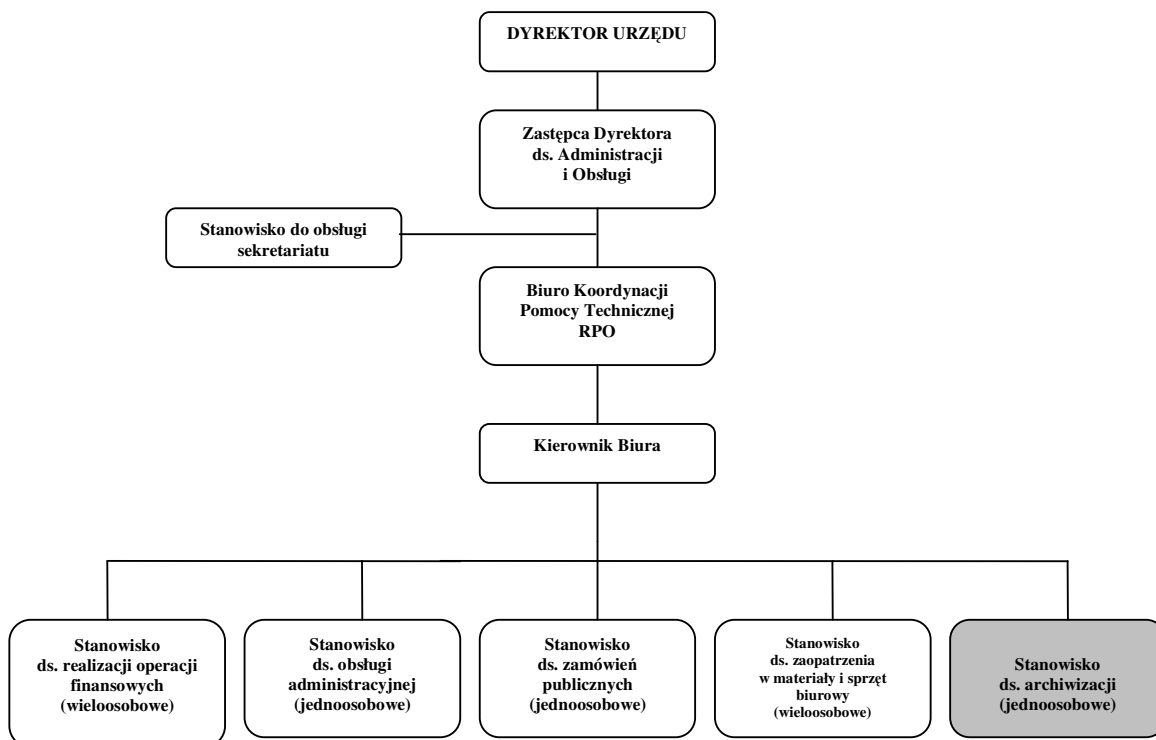 DYREKTOR URZĘDU
Zastępca Dyrektora
ds. Administracji
i Obsługi
Stanowisko do obsługi
sekretariatu
Biuro Koordynacji
Pomocy Technicznej
RPO
Kierownik Biura
Stanowisko
ds. realizacji operacji
finansowych
(wieloosobowe)
Stanowisko
ds. obsługi
administracyjnej
(jednoosobowe)
Stanowisko
ds. zamówień
publicznych
(jednoosobowe)
Stanowisko
ds. zaopatrzenia
w materiały i sprzęt
biurowy
(wieloosobowe)
Stanowisko
ds. archiwizacji
(jednoosobowe)